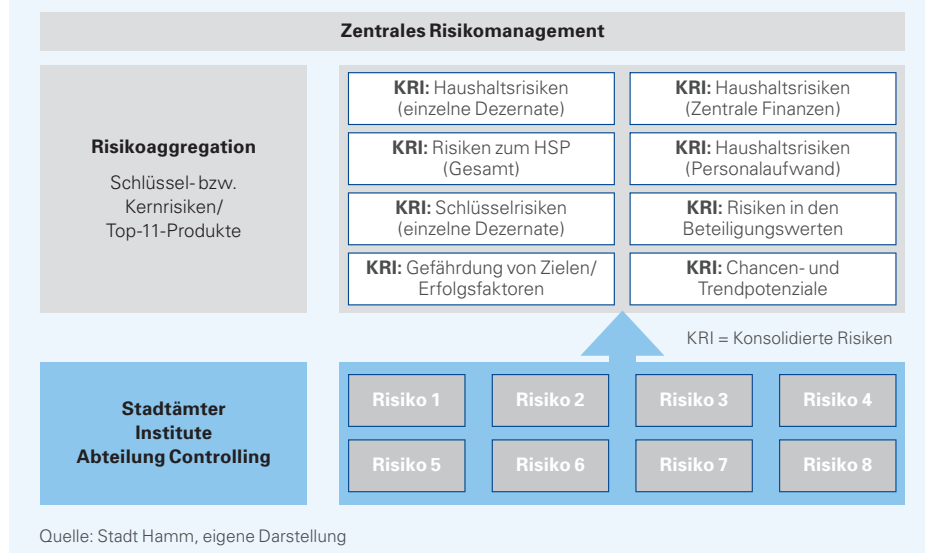 Zentrales Risikomanagement
Risikoaggregation
Schlüssel- bzw.
Kernrisiken/
Top-11-Produkte
KRI: Haushaltsrisiken
(einzelne Dezernate)
KRI: Haushaltsrisiken
(Zentrale Finanzen)
KRI: Risiken zum HSP
(Gesamt)
KRI: Haushaltsrisiken
(Personalaufwand)
KRI: Schlüsselrisiken
(einzelne Dezernate)
KRI: Risiken in den
Beteiligungswerten
KRI: Gefährdung von Zielen/
Erfolgsfaktoren
KRI: Chancen- und
Trendpotenziale
KRI = Konsolidierte Risiken
Stadtämter
Institute
Abteilung Controlling
Risiko 1
Risiko 2
Risiko 3
Risiko 4
Risiko 5
Risiko 6
Risiko 7
Risiko 8
Quelle: Stadt Hamm, eigene Darstellung